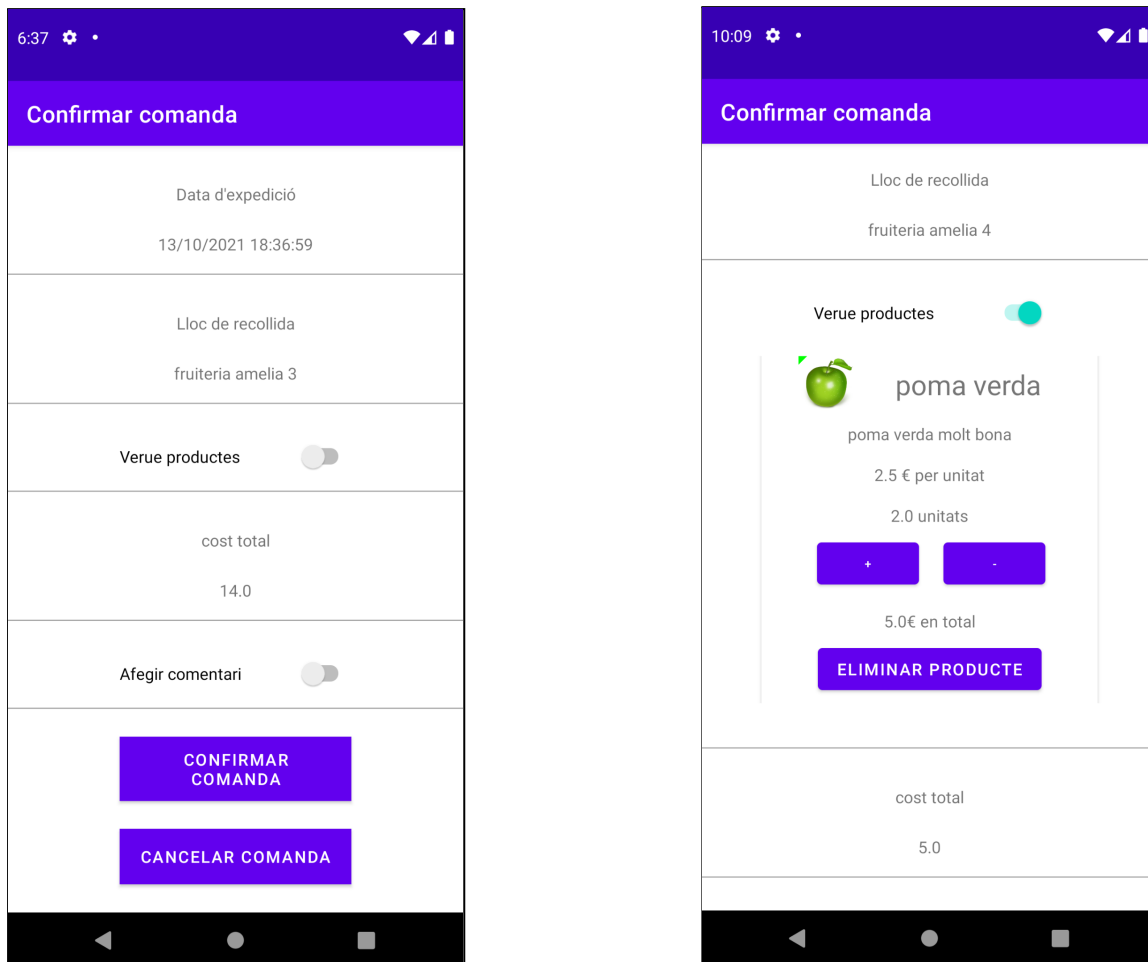 6:37
Confirmar comanda
Data d'expedició
13/10/2021 18:36:59
Lloc de recollida
fruiteria amelia 3
Verue productes
cost total
14.0
Afegir comentari
CONFIRMAR
COMANDA
CANCELAR COMANDA
10:09
Confirmar comanda
Lloc de recollida
fruiteria amelia 4
Verue productes
poma verda
poma verda molt bona
2.5 € per unitat
2.0 unitats
+ -
5.0€ en total
ELIMINAR PRODUCTE
cost total
5.0